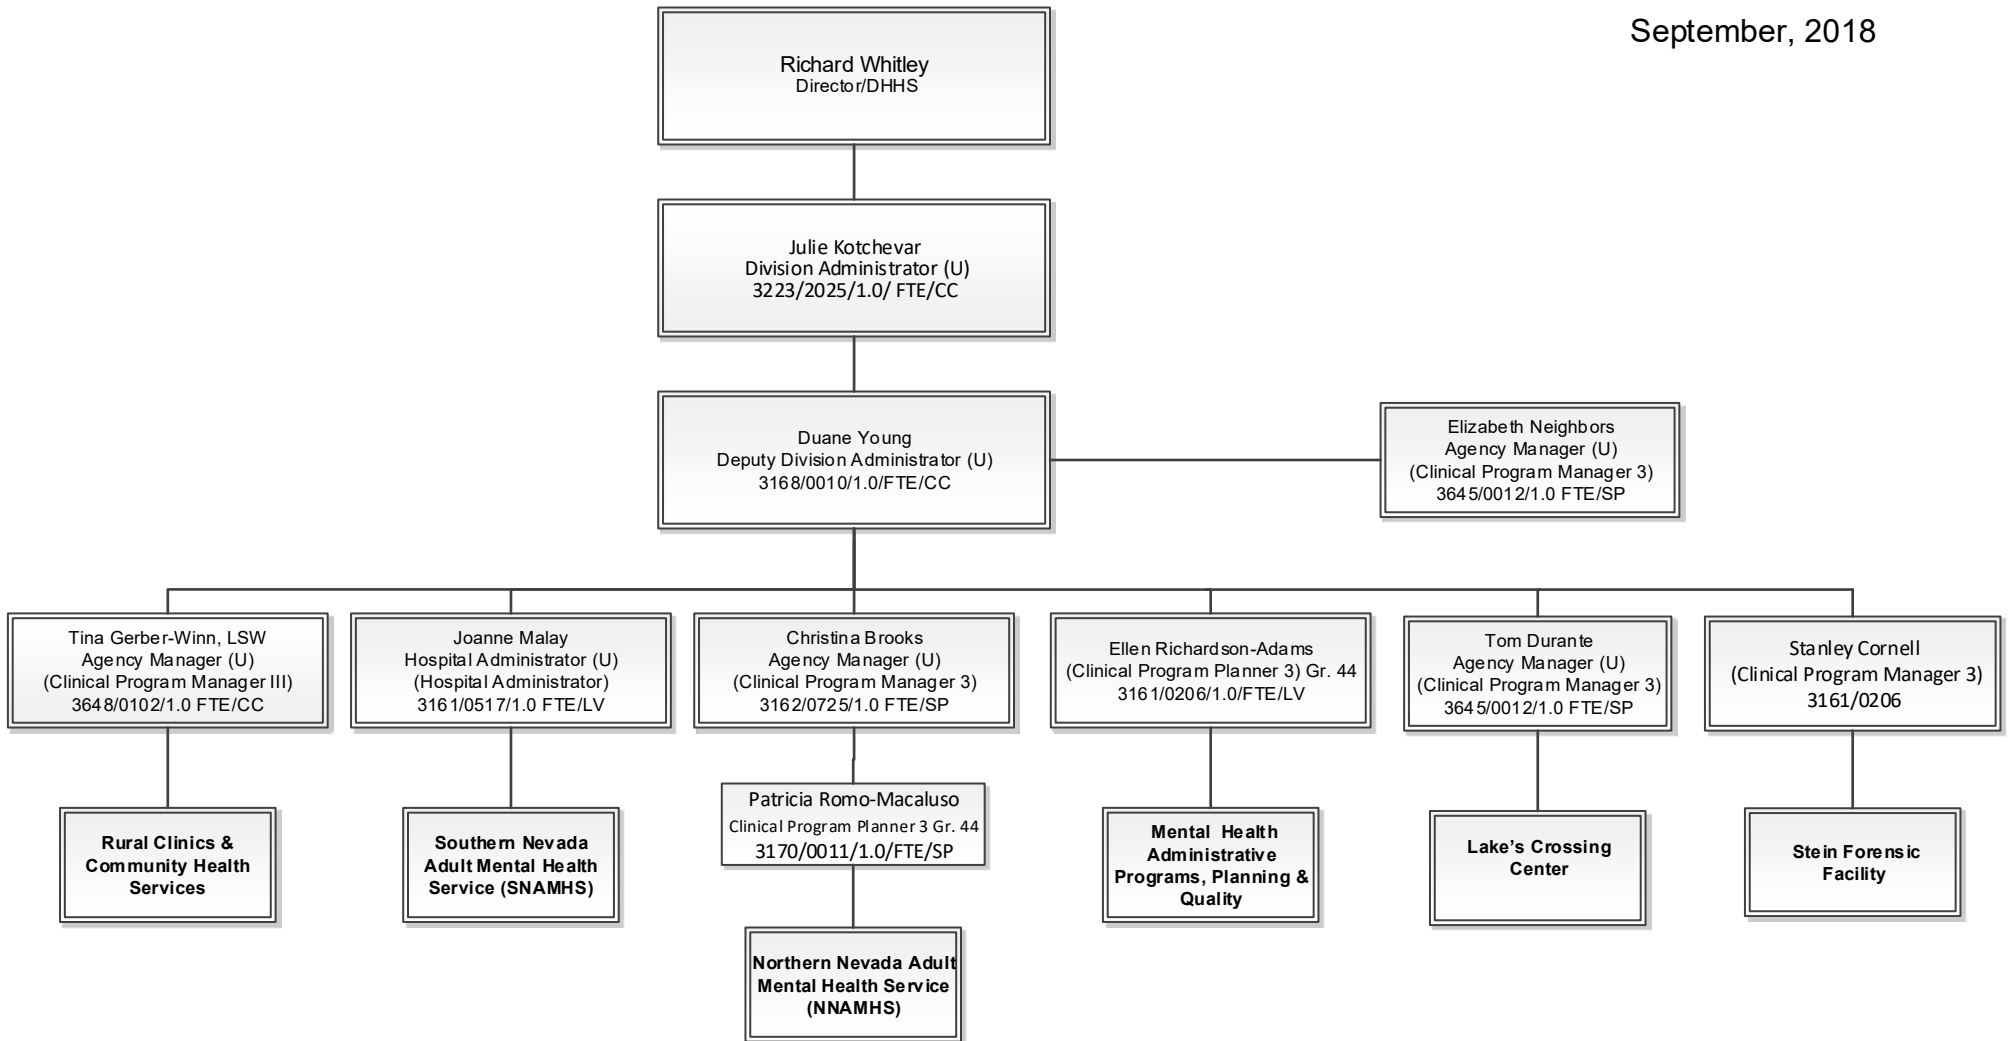 September, 2018
Richard Whitley
Director/DHHS
Julie Kotchevar
Division Administrator (U)
3223/2025/1.0/ FTE/CC
Duane Young
Deputy Division Administrator (U)
3168/0010/1.0/FTE/CC
Elizabeth Neighbors
Agency Manager (U)
(Clinical Program Manager 3)
3645/0012/1.0 FTE/SP
Tina Gerber-Winn, LSW
Agency Manager (U)
(Clinical Program Manager III)
3648/0102/1.0 FTE/CC
Joanne Malay
Hospital Administrator (U)
(Hospital Administrator)
3161/0517/1.0 FTE/LV
Christina Brooks
Agency Manager (U)
(Clinical Program Manager 3)
3162/0725/1.0 FTE/SP
Ellen Richardson-Adams
(Clinical Program Planner 3) Gr. 44
3161/0206/1.0/FTE/LV
Tom Durante
Agency Manager (U)
(Clinical Program Manager 3)
3645/0012/1.0 FTE/SP
Stanley Cornell
(Clinical Program Manager 3)
3161/0206
Rural Clinics &
Community Health
Services
Southern Nevada
Adult Mental Health
Service (SNAMHS)
Patricia Romo-Macaluso
Clinical Program Planner 3 Gr. 44
3170/0011/1.0/FTE/SP
Northern Nevada Adult
Mental Health Service
(NNAMHS)
Mental Health
Administrative
Programs, Planning &
Quality
Lake's Crossing
Center
Stein Forensic
Facility